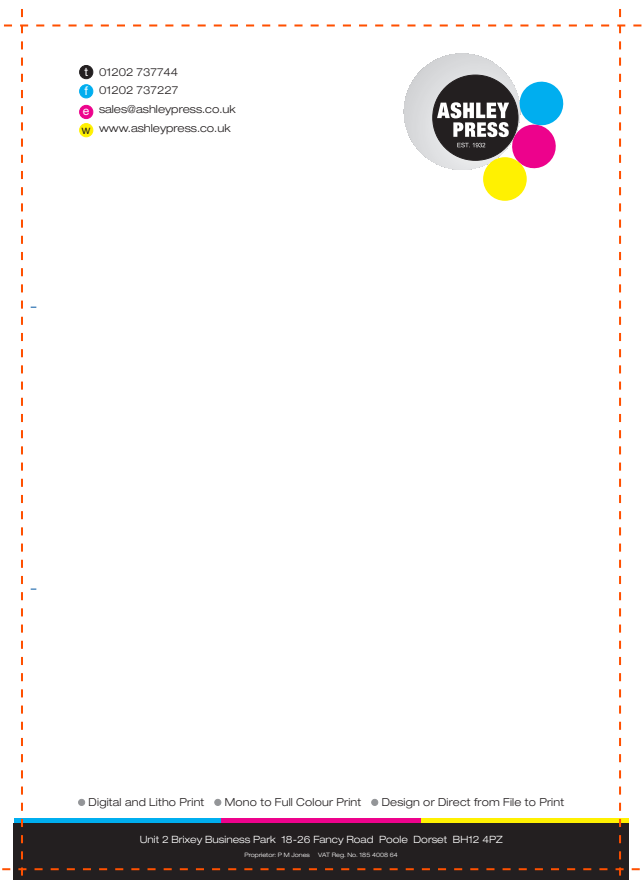 t 01202 737744
f 01202 737227
e sales@ashleypress.co.uk
w www.ashleypress.co.uk
ASHLEY
PRESS
EST. 1932
Digital and Litho Print Mono to Full Colour Print Design or Direct from File to Print
Unit 2 Brixey Business Park 18-26 Fancy Road Poole Dorset BH12 4PZ
Proprietor: P M Jones VAT Reg. No. 185 4008 64